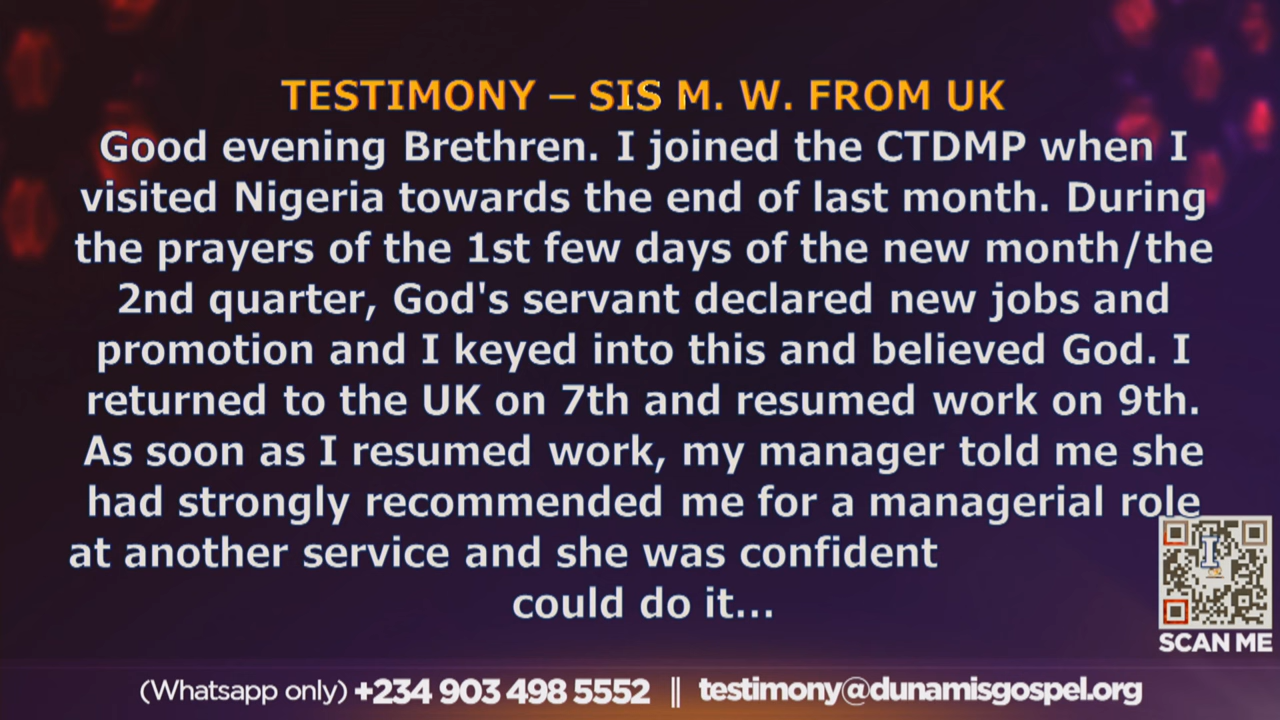 TESTIMONY – SIS M. W. FROM UK
Good evening Brethren. I joined the CTDMP when I
visited Nigeria towards the end of last month. During
the prayers of the 1st few days of the new month/the
2nd quarter, God's servant declared new jobs and
promotion and I keyed into this and believed God. I
returned to the UK on 7th and resumed work on 9th.
As soon as I resumed work, my manager told me she
had strongly recommended me for a managerial role
at another service and she was confident I
could do it...
SCAN ME
(Whatsapp only) +234 903 498 5552 || testimony@dunamisgospel.org